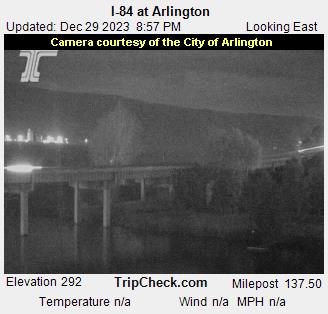 I-84 at Arlington
Updated: Dec 29 2023 8:57 PM Looking East
Camera courtesy of the City of Arlington
Elevation 292 TripCheck.com Milepost 137.50
Temperature n/a Wind n/a MPH n/a